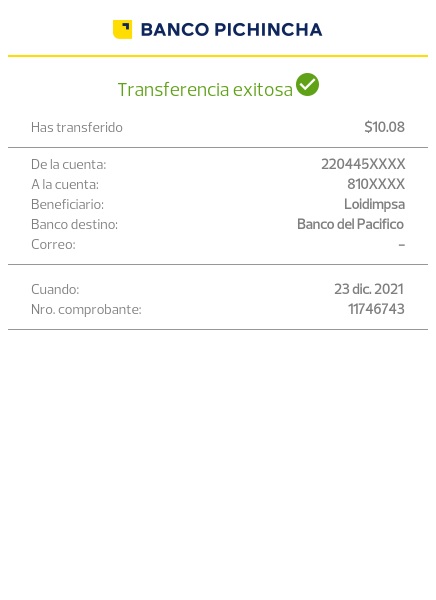 BANCO PICHINCHA
Transferencia exitosa
Has transferido $10.08
De la cuenta: 220445XXXX
A la cuenta: 810XXXX
Beneficiario: Loidimpsa
Banco destino: Banco del Pacifico
Correo: –
Cuando: 23 dic. 2021
Nro. comprobante: 11746743